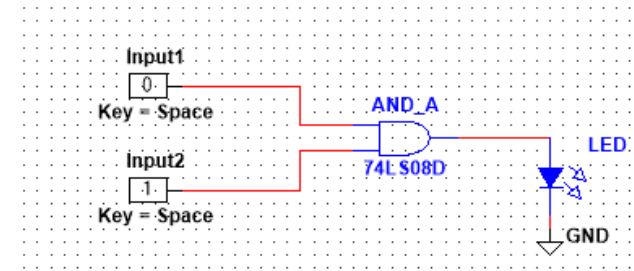 Input1
0
Key = Space
AND_A
74LS08D
LED
Input2
1
Key = Space
GND